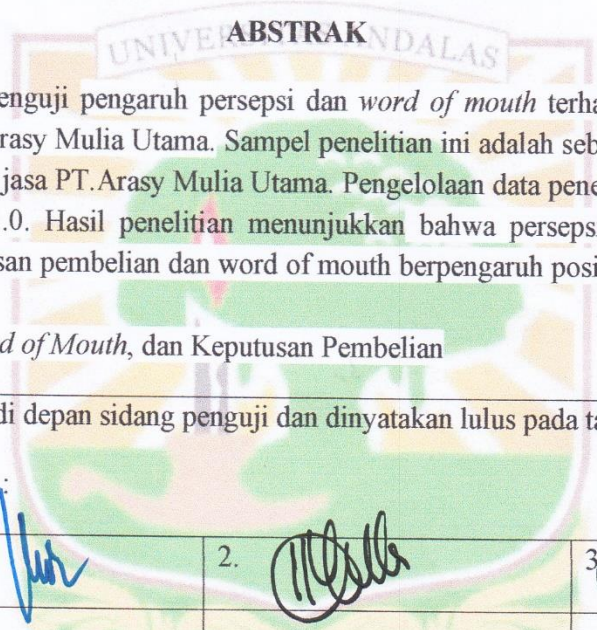 ABSTRAK
UNIVERSITAS ANDALAS
enguji pengaruh persepsi dan word of mouth terha
rasy Mulia Utama. Sampel penelitian ini adalah seb
jasa PT.Arasy Mulia Utama. Pengelolaan data pene
.0. Hasil penelitian menunjukkan bahwa persepsi
san pembelian dan word of mouth berpengaruh posi
d of Mouth, dan Keputusan Pembelian
di depan sidang penguji dan dinyatakan lulus pada ta
:
2.
3